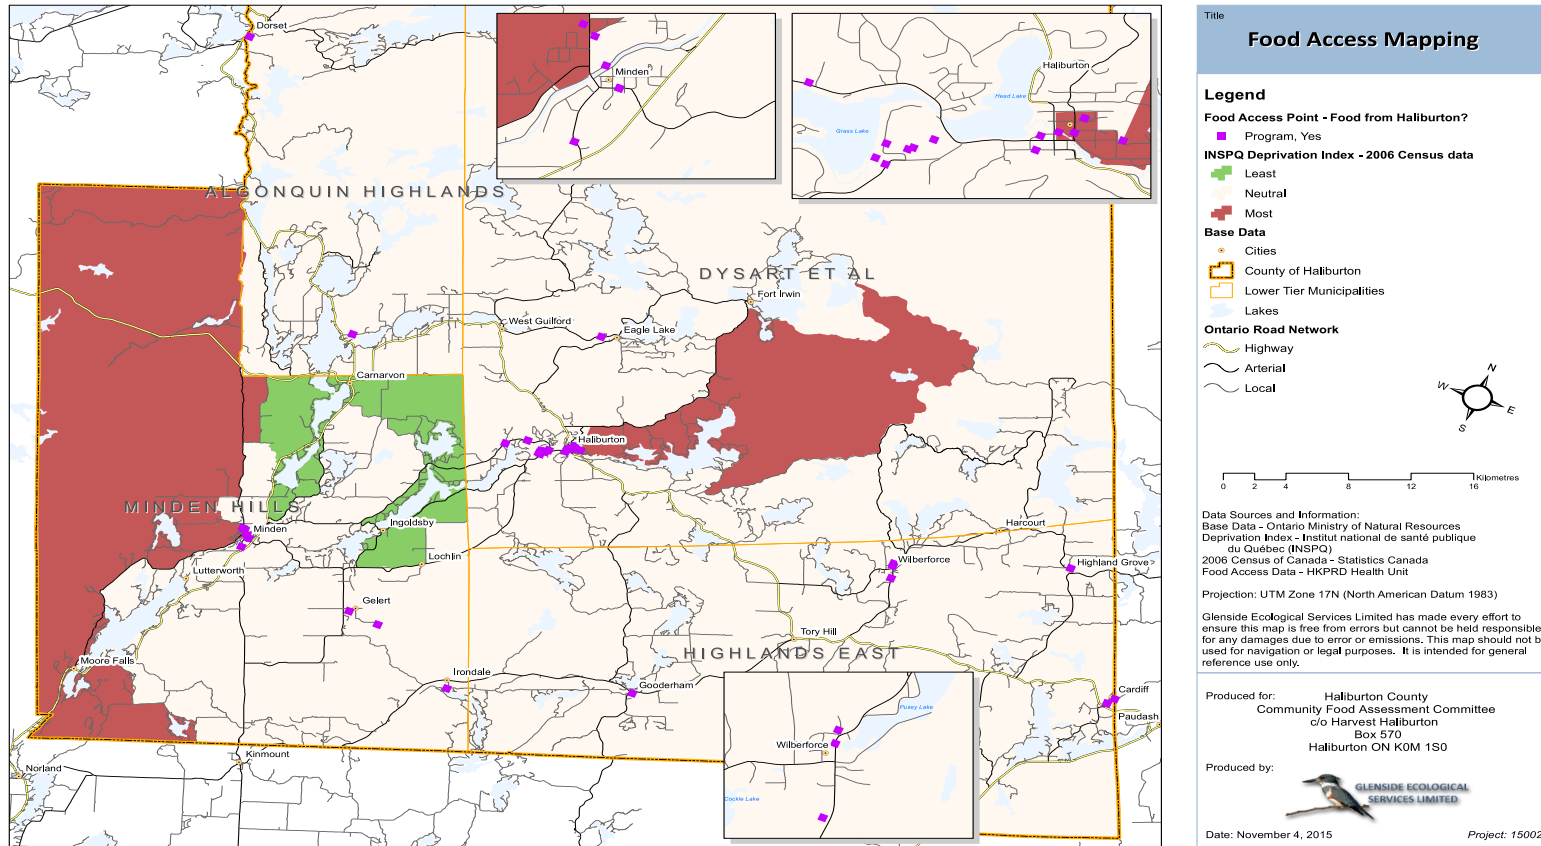 Dorset
ALGONQUIN HIGHLANDS
DYSART ET AL
Fort Irwin
West Guilford
Eagle Lake
Carnarvon
Haliburton
MINDEN HILLS
Minden
Ingoldsby
Lochlin
Lutterworth
Harcourt
Wilberforce
Highland Grove
Gelert
Tory Hill
HIGHLANDS EAST
Moore Falls
Irondale
Gooderham
Cardiff
Paudash
Kinmount
Norland
Minden
Haliburton
Head Lake
Grass Lake
Pusey Lake
Wilberforce
Cockle Lake
Title
Food Access Mapping
Legend
Food Access Point - Food from Haliburton?
Program, Yes
INSPQ Deprivation Index - 2006 Census data
Least
Neutral
Most
Base Data
Cities
County of Haliburton
Lower Tier Municipalities
Lakes
Ontario Road Network
Highway
Arterial
Local
N
W
E
S
0 2 4 8 12 16 Kilometres
Data Sources and Information:
Base Data - Ontario Ministry of Natural Resources
Deprivation Index - Institut national de santé publique
du Québec (INSPQ)
2006 Census of Canada - Statistics Canada
Food Access Data - HKPRD Health Unit
Projection: UTM Zone 17N (North American Datum 1983)
Glenside Ecological Services Limited has made every effort to
ensure this map is free from errors but cannot be held responsible
for any damages due to error or emissions. This map should not b
used for navigation or legal purposes. It is intended for general
reference use only.
Produced for: Haliburton County
Community Food Assessment Committee
c/o Harvest Haliburton
Box 570
Haliburton ON K0M 1S0
Produced by:
GLENSIDE ECOLOGICAL
SERVICES LIMITED
Date: November 4, 2015 Project: 15002